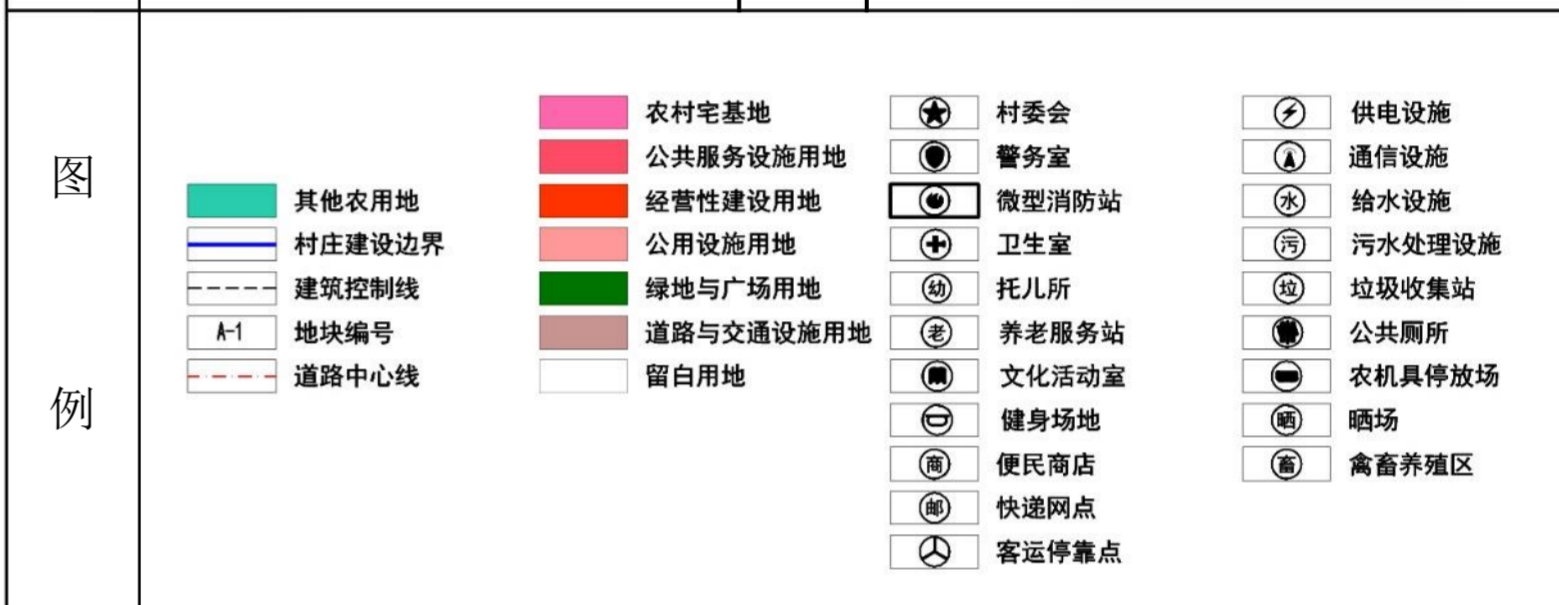 图
例
其他农用地
村庄建设边界
建筑控制线
A-1 地块编号
道路中心线
农村宅基地
公共服务设施用地
经营性建设用地
公用设施用地
绿地与广场用地
道路与交通设施用地
留白用地
村委会
警务室
微型消防站
卫生室
幼 托儿所
老 养老服务站
文化活动室
健身场地
商 便民商店
邮 快递网点
客运停靠点
供电设施
通信设施
水 给水设施
污 污水处理设施
垃 垃圾收集站
公共厕所
农机具停放场
晒 晒场
畜 禽畜养殖区